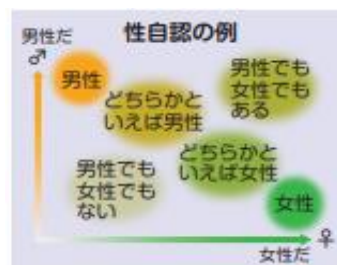 性自認の例
男性だ
♂
男性
どちらかと
いえば男性
男性でも
女性でも
ある
男性でも
女性でも
ない
どちらかと
いえば女性
女性
♀
女性だ